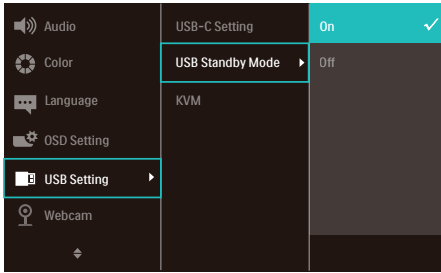 Audio
USB-C Setting
On
Color
USB Standby Mode
Off
Language
KVM
OSD Setting
USB Setting
Webcam